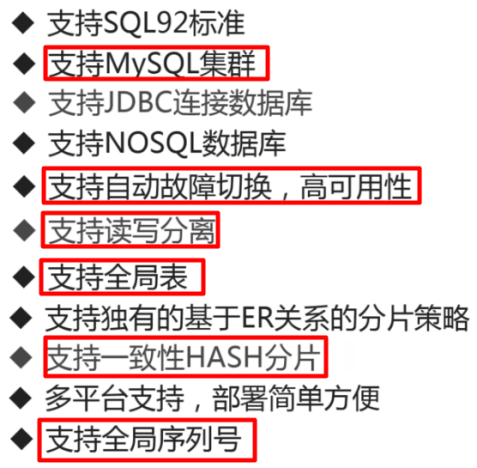 ◆ 支持SQL92标准
◆ 支持MySQL集群
◆ 支持JDBC连接数据库
◆ 支持NOSQL数据库
◆ 支持自动故障切换，高可用性
◆ 支持读写分离
◆ 支持全局表
◆ 支持独有的基于ER关系的分片策略
◆ 支持一致性HASH分片
◆ 多平台支持，部署简单方便
◆ 支持全局序列号